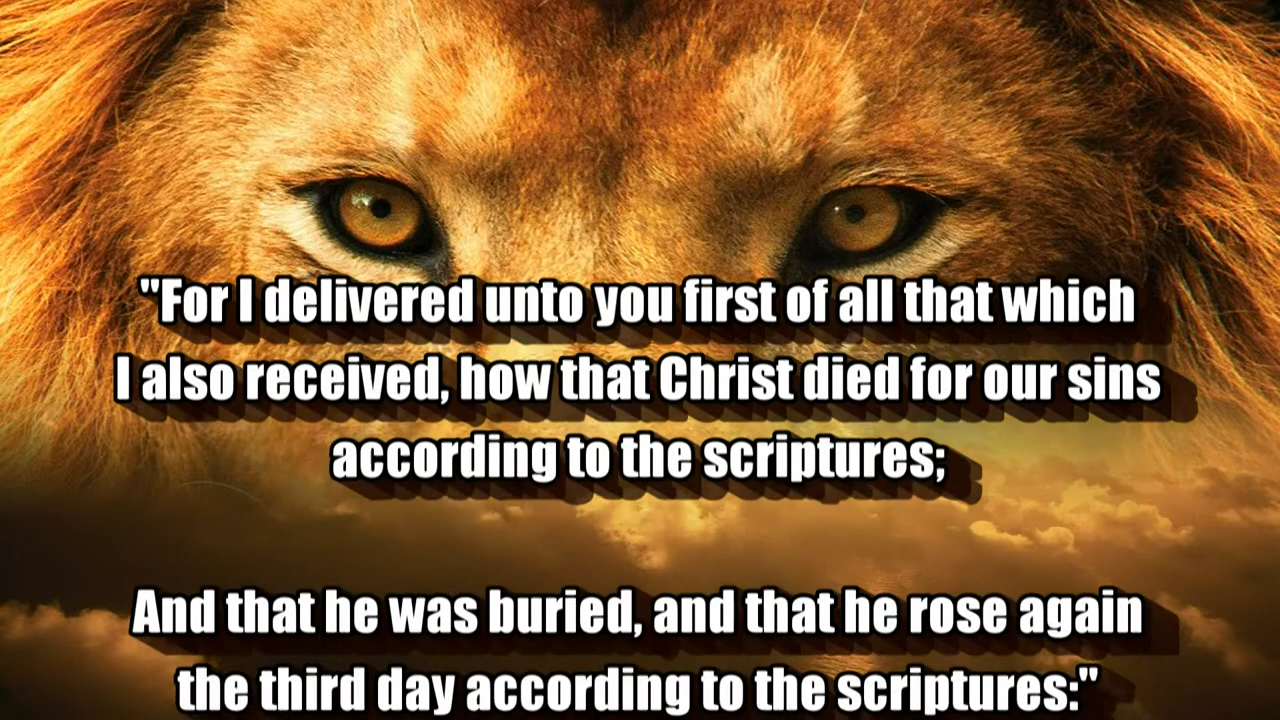 "For I delivered unto you first of all that which
I also received, how that Christ died for our sins
according to the scriptures;
And that he was buried, and that he rose again
the third day according to the scriptures:"